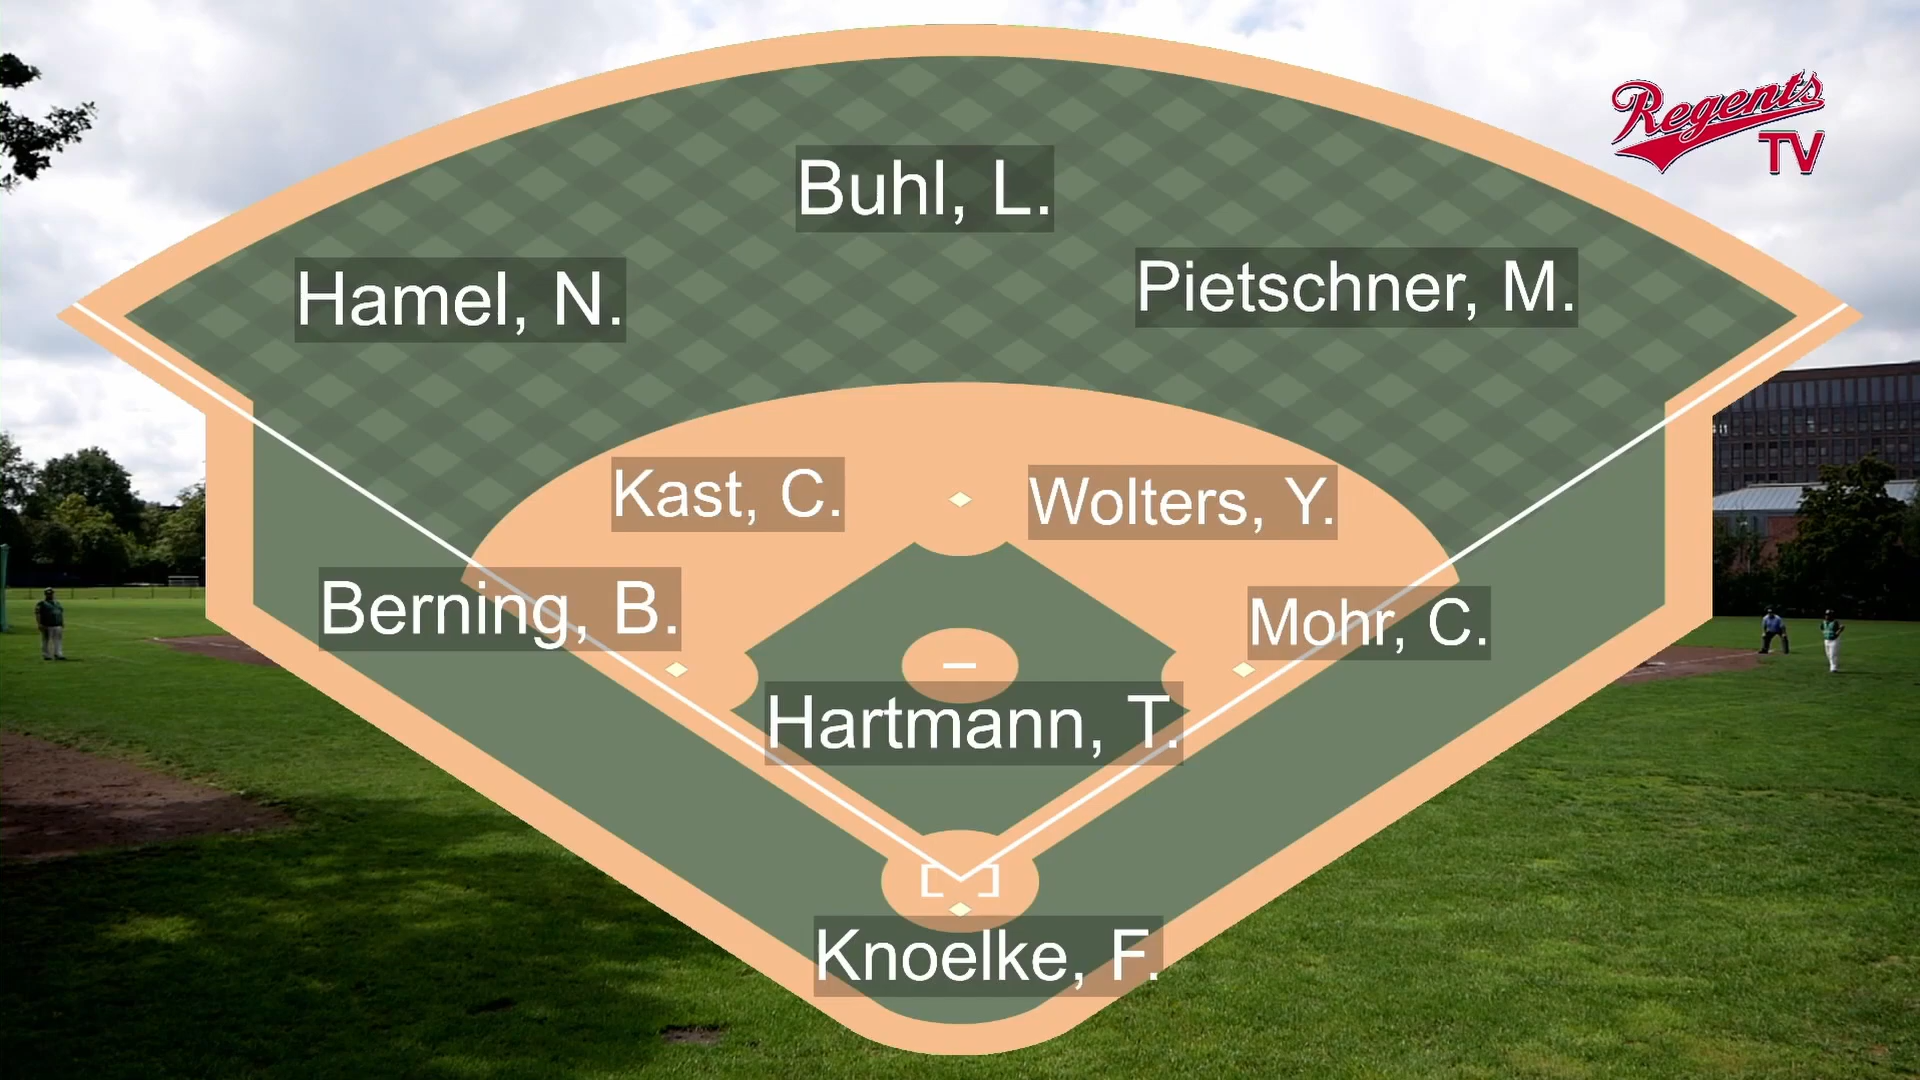 Regents
TV
Buhl, L.
Hamel, N.
Pietschner, M.
Kast, C.
Wolters, Y.
Berning, B.
Mohr, C.
Hartmann, T.
Knoelke, F.